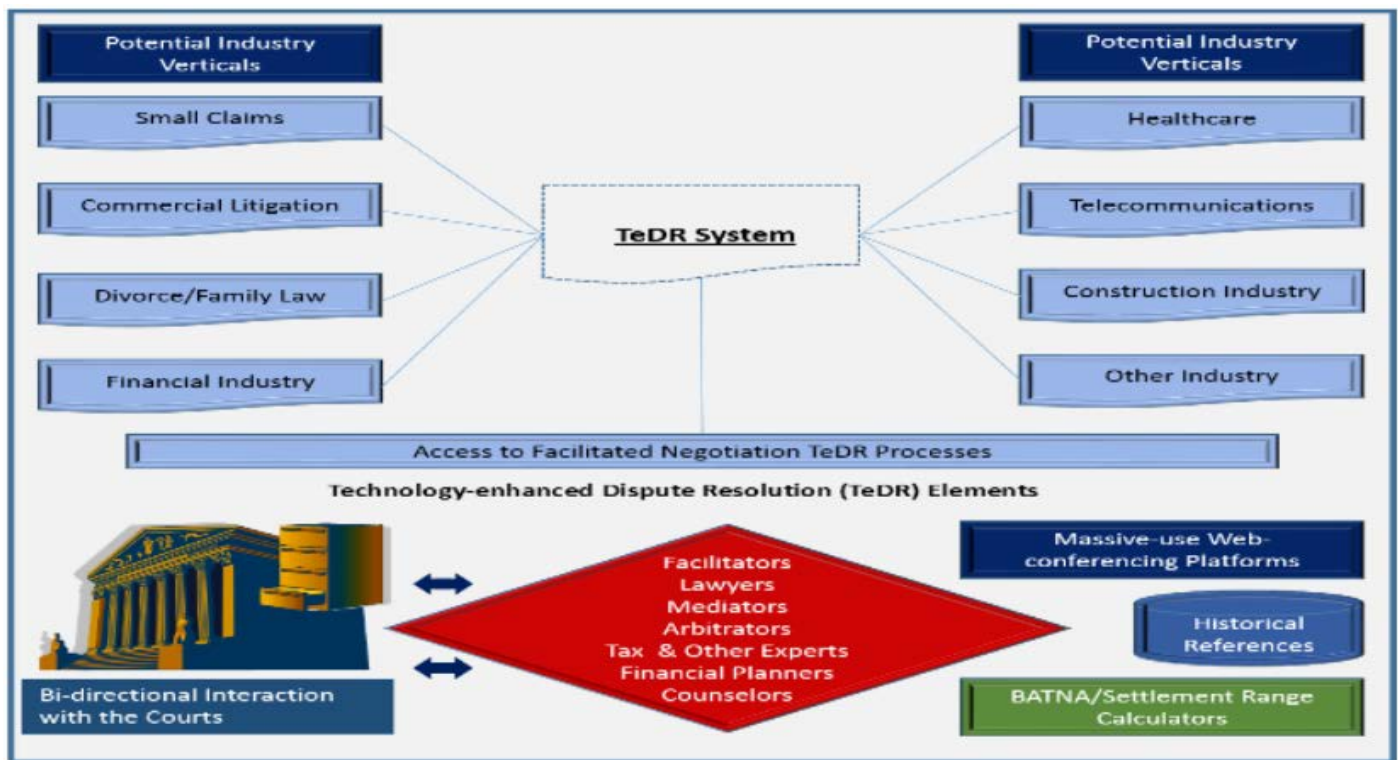 Potential Industry
Verticals
Small Claims
Commercial Litigation
Divorce/Family Law
Financial Industry
TeDR System
Potential Industry
Verticals
Healthcare
Telecommunications
Construction Industry
Other Industry
Access to Facilitated Negotiation TeDR Processes
Technology-enhanced Dispute Resolution (TeDR) Elements
Bi-directional Interaction
with the Courts
Facilitators
Lawyers
Mediators
Arbitrators
Tax & Other Experts
Financial Planners
Counselors
Massive-use Web-
conferencing Platforms
Historical
References
BATNA/Settlement Range
Calculators